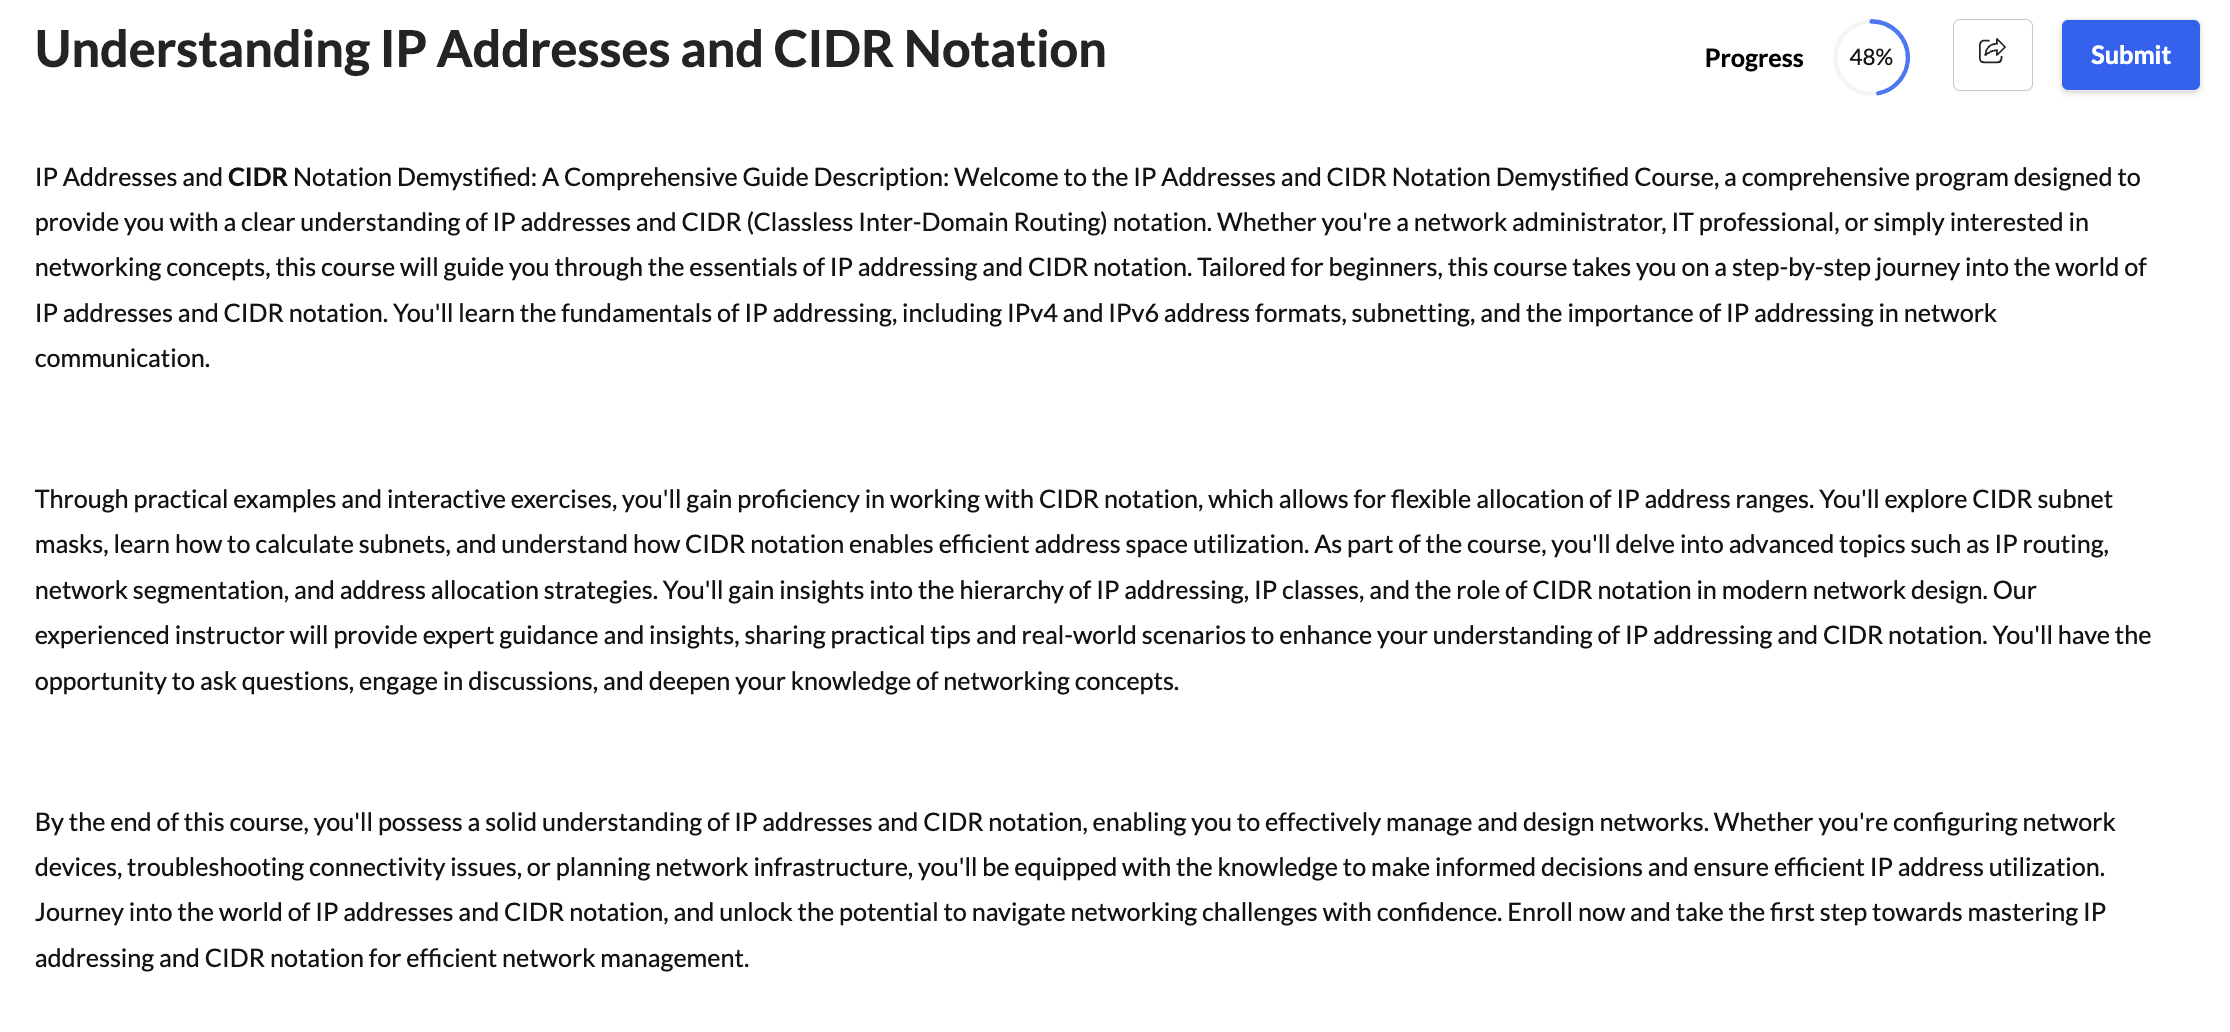 Understanding IP Addresses and CIDR Notation
Progress
48%
Submit
IP Addresses and CIDR Notation Demystified: A Comprehensive Guide Description: Welcome to the IP Addresses and CIDR Notation Demystified Course, a comprehensive program designed to
provide you with a clear understanding of IP addresses and CIDR (Classless Inter-Domain Routing) notation. Whether you're a network administrator, IT professional, or simply interested in
networking concepts, this course will guide you through the essentials of IP addressing and CIDR notation. Tailored for beginners, this course takes you on a step-by-step journey into the world of
IP addresses and CIDR notation. You'll learn the fundamentals of IP addressing, including IPv4 and IPv6 address formats, subnetting, and the importance of IP addressing in network
communication.
Through practical examples and interactive exercises, you'll gain proficiency in working with CIDR notation, which allows for flexible allocation of IP address ranges. You'll explore CIDR subnet
masks, learn how to calculate subnets, and understand how CIDR notation enables efficient address space utilization. As part of the course, you'll delve into advanced topics such as IP routing,
network segmentation, and address allocation strategies. You'll gain insights into the hierarchy of IP addressing, IP classes, and the role of CIDR notation in modern network design. Our
experienced instructor will provide expert guidance and insights, sharing practical tips and real-world scenarios to enhance your understanding of IP addressing and CIDR notation. You'll have the
opportunity to ask questions, engage in discussions, and deepen your knowledge of networking concepts.
By the end of this course, you'll possess a solid understanding of IP addresses and CIDR notation, enabling you to effectively manage and design networks. Whether you're configuring network
devices, troubleshooting connectivity issues, or planning network infrastructure, you'll be equipped with the knowledge to make informed decisions and ensure efficient IP address utilization.
Journey into the world of IP addresses and CIDR notation, and unlock the potential to navigate networking challenges with confidence. Enroll now and take the first step towards mastering IP
addressing and CIDR notation for efficient network management.